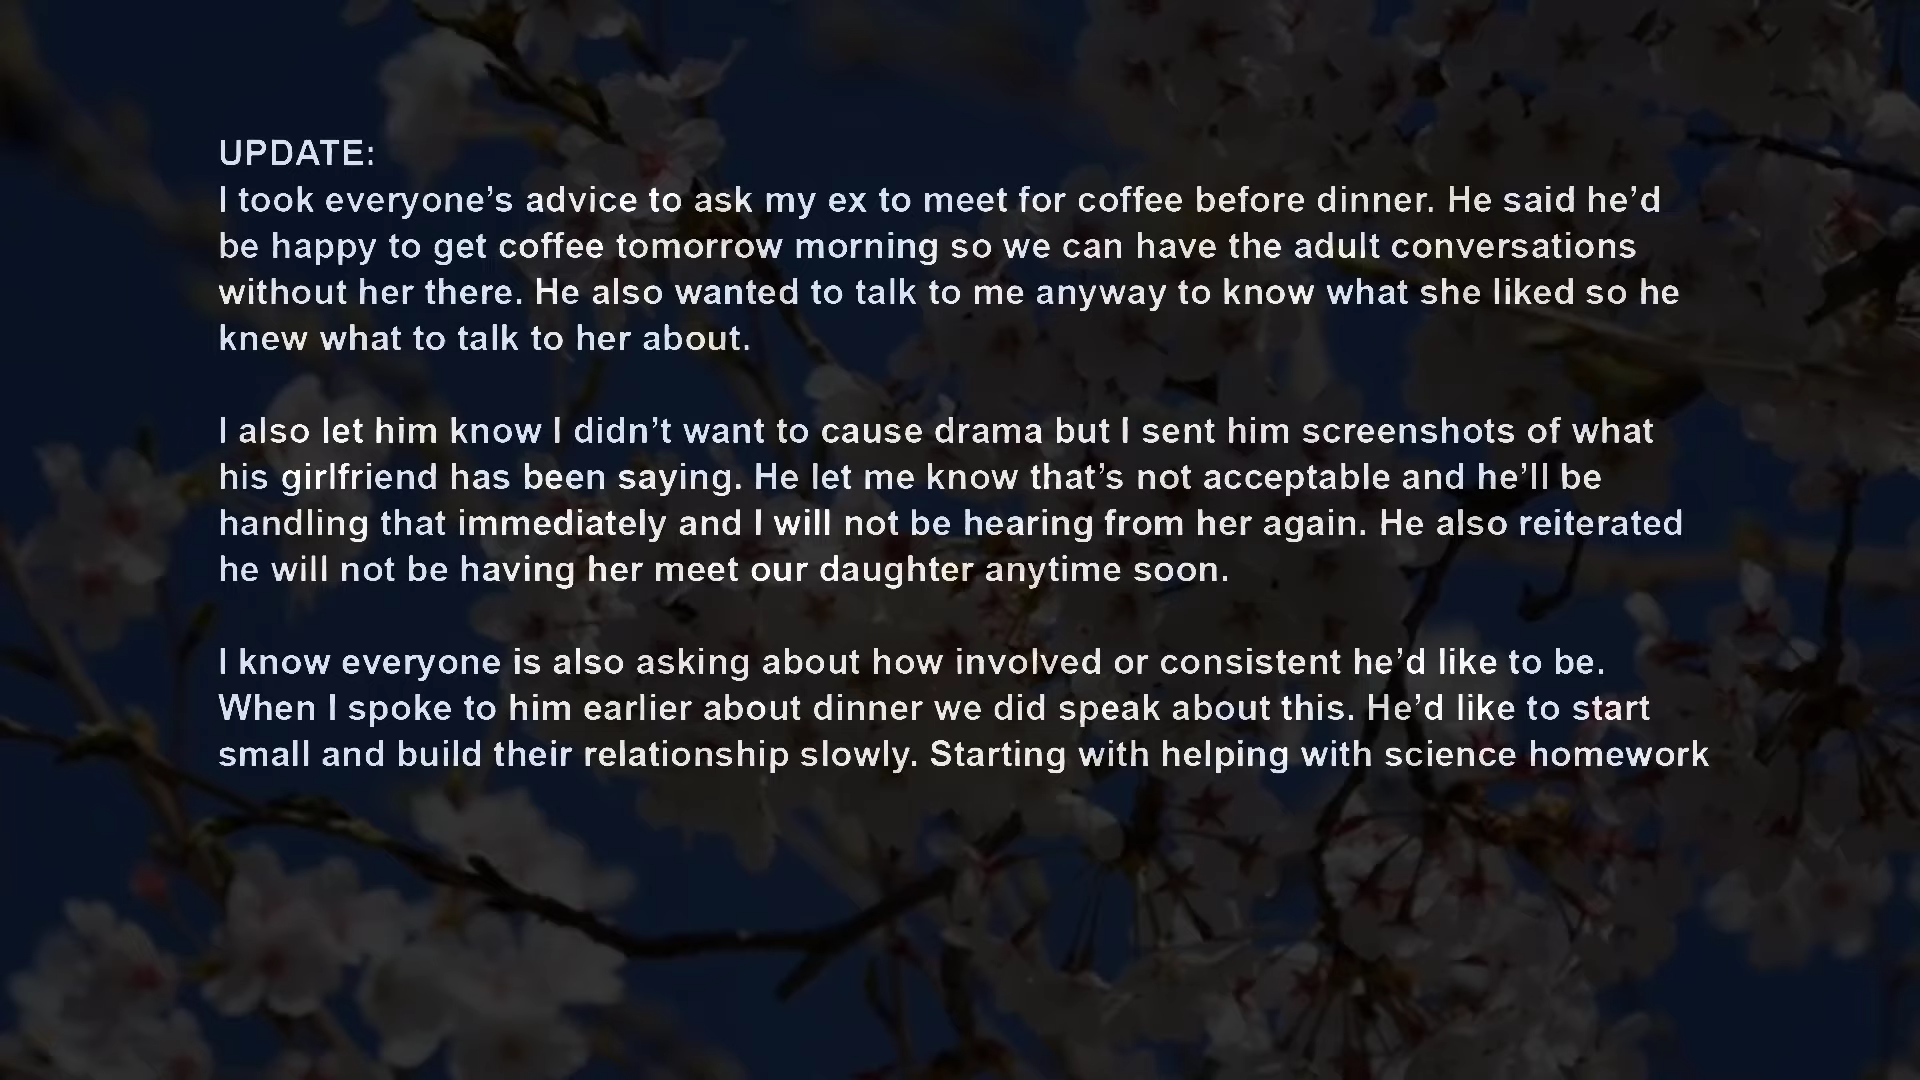 UPDATE:
I took everyone’s advice to ask my ex to meet for coffee before dinner. He said he’d
be happy to get coffee tomorrow morning so we can have the adult conversations
without her there. He also wanted to talk to me anyway to know what she liked so he
knew what to talk to her about.
I also let him know I didn’t want to cause drama but I sent him screenshots of what
his girlfriend has been saying. He let me know that’s not acceptable and he’ll be
handling that immediately and I will not be hearing from her again. He also reiterated
he will not be having her meet our daughter anytime soon.
I know everyone is also asking about how involved or consistent he’d like to be.
When I spoke to him earlier about dinner we did speak about this. He’d like to start
small and build their relationship slowly. Starting with helping with science homework